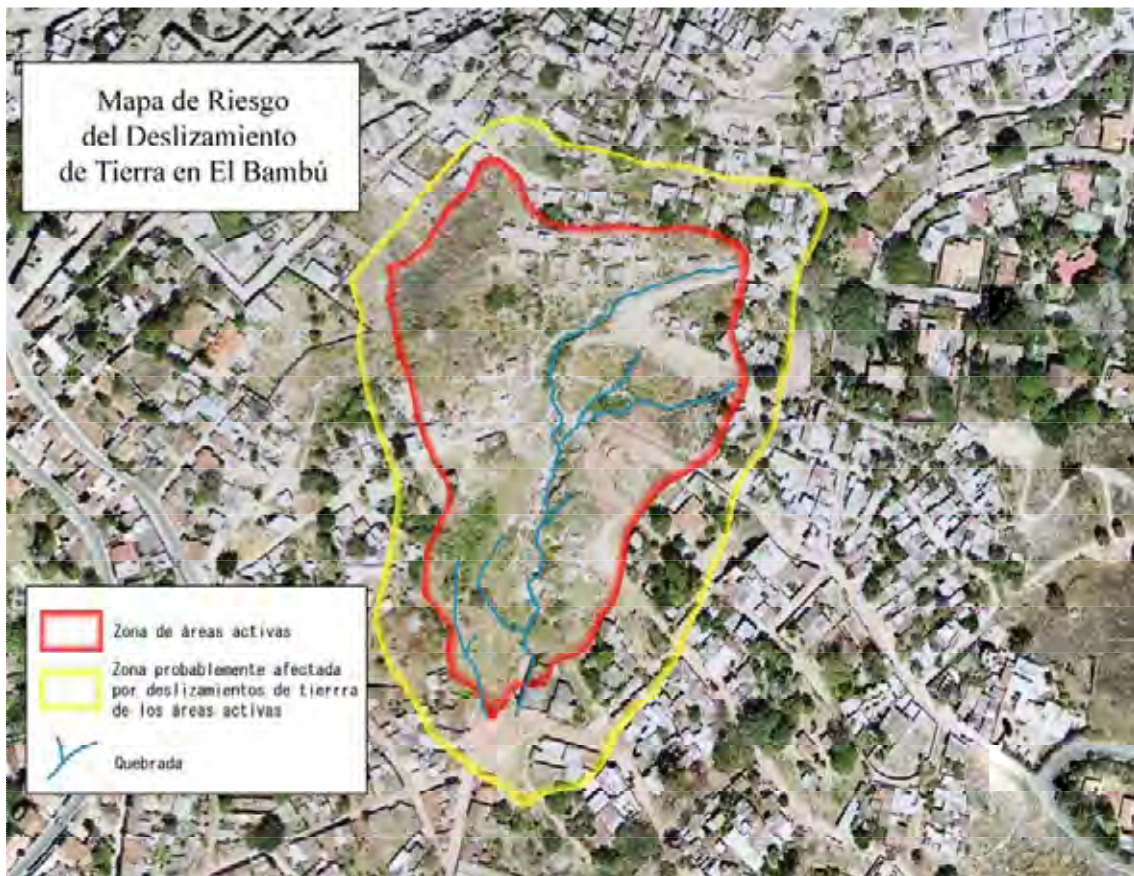 Mapa de Riesgo
del Deslizamiento
de Tierra en El Bambú
Zona de áreas activas
Zona probablemente afectada
por deslizamientos de tierrra
de los áreas activas
Quebrada